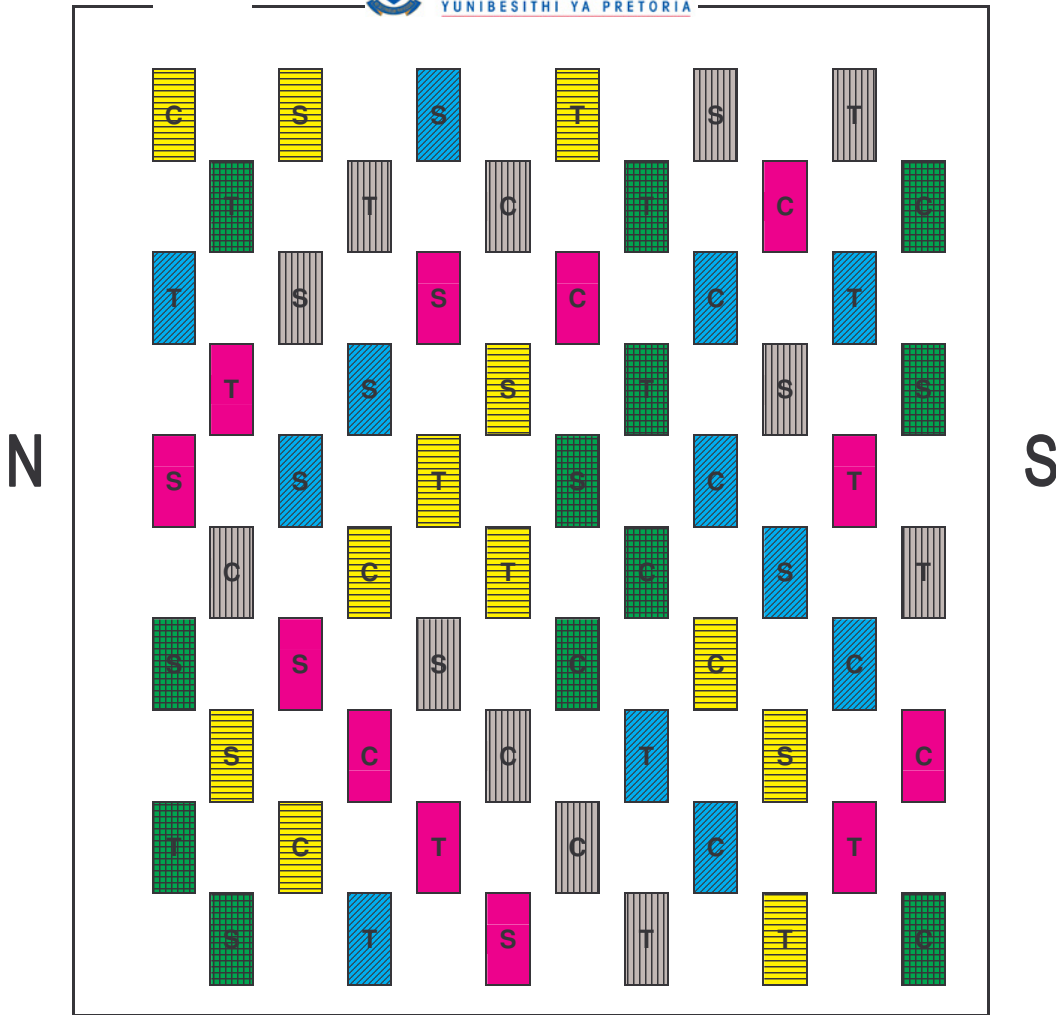 YUNIBESITHI YA PRETORIA
C S S T S T
T T C T C C
T S S C C T
T S S T S S
N S S T S C T S
C C T C S T
S S S C C C
S C C T S C
T C T C C T
S T S T T C